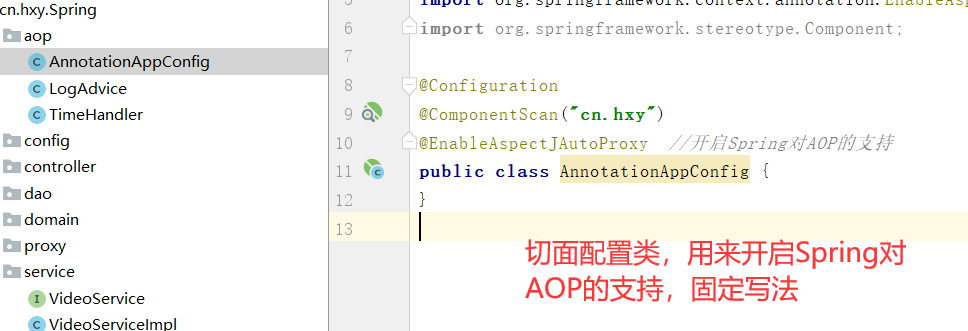 cn.hxy.Spring
aop
AnnotationAppConfig
LogAdvice
TimeHandler
config
controller
dao
domain
proxy
service
VideoService
VideoServiceImpl
import org.springframework.context.annotation.EnableAsp
6 import org.springframework.stereotype.Component;
7
8 @Configuration
9 @ComponentScan("cn.hxy")
10 @EnableAspectJAutoProxy //开启Spring对AOP的支持
11 public class AnnotationAppConfig {
12 }
13
切面配置类，用来开启Spring对
AOP的支持，固定写法